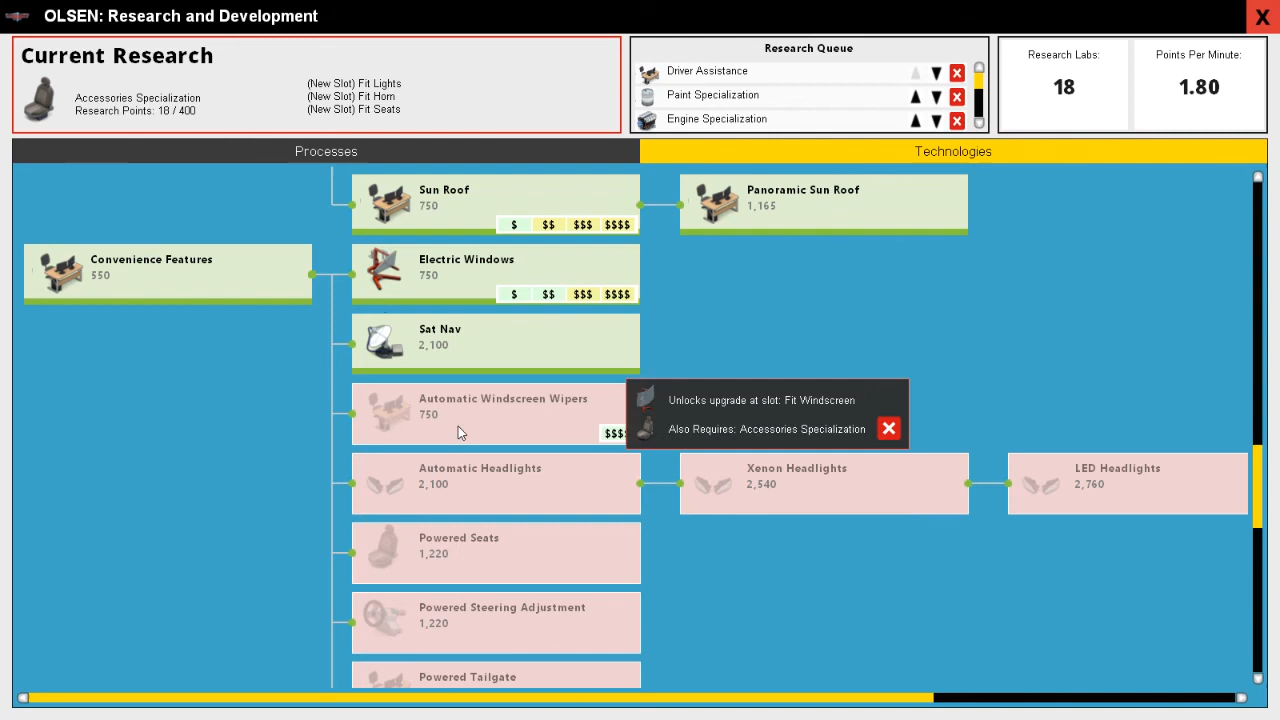 OLSEN: Research and Development
X
Current Research
Accessories Specialization
Research Points: 18 / 400
(New Slot) Fit Lights
(New Slot) Fit Horn
(New Slot) Fit Seats
Research Queue
Driver Assistance
Paint Specialization
Engine Specialization
Research Labs:
18
Points Per Minute:
1.80
Processes
Technologies
Sun Roof
750
$ $$ $$$ $$$$
Panoramic Sun Roof
1,165
Convenience Features
550
Electric Windows
750
$ $$ $$$ $$$$
Sat Nav
2,100
Automatic Windscreen Wipers
750
$$$
Unlocks upgrade at slot: Fit Windscreen
Also Requires: Accessories Specialization
Automatic Headlights
2,100
Xenon Headlights
2,540
LED Headlights
2,760
Powered Seats
1,220
Powered Steering Adjustment
1,220
Powered Tailgate